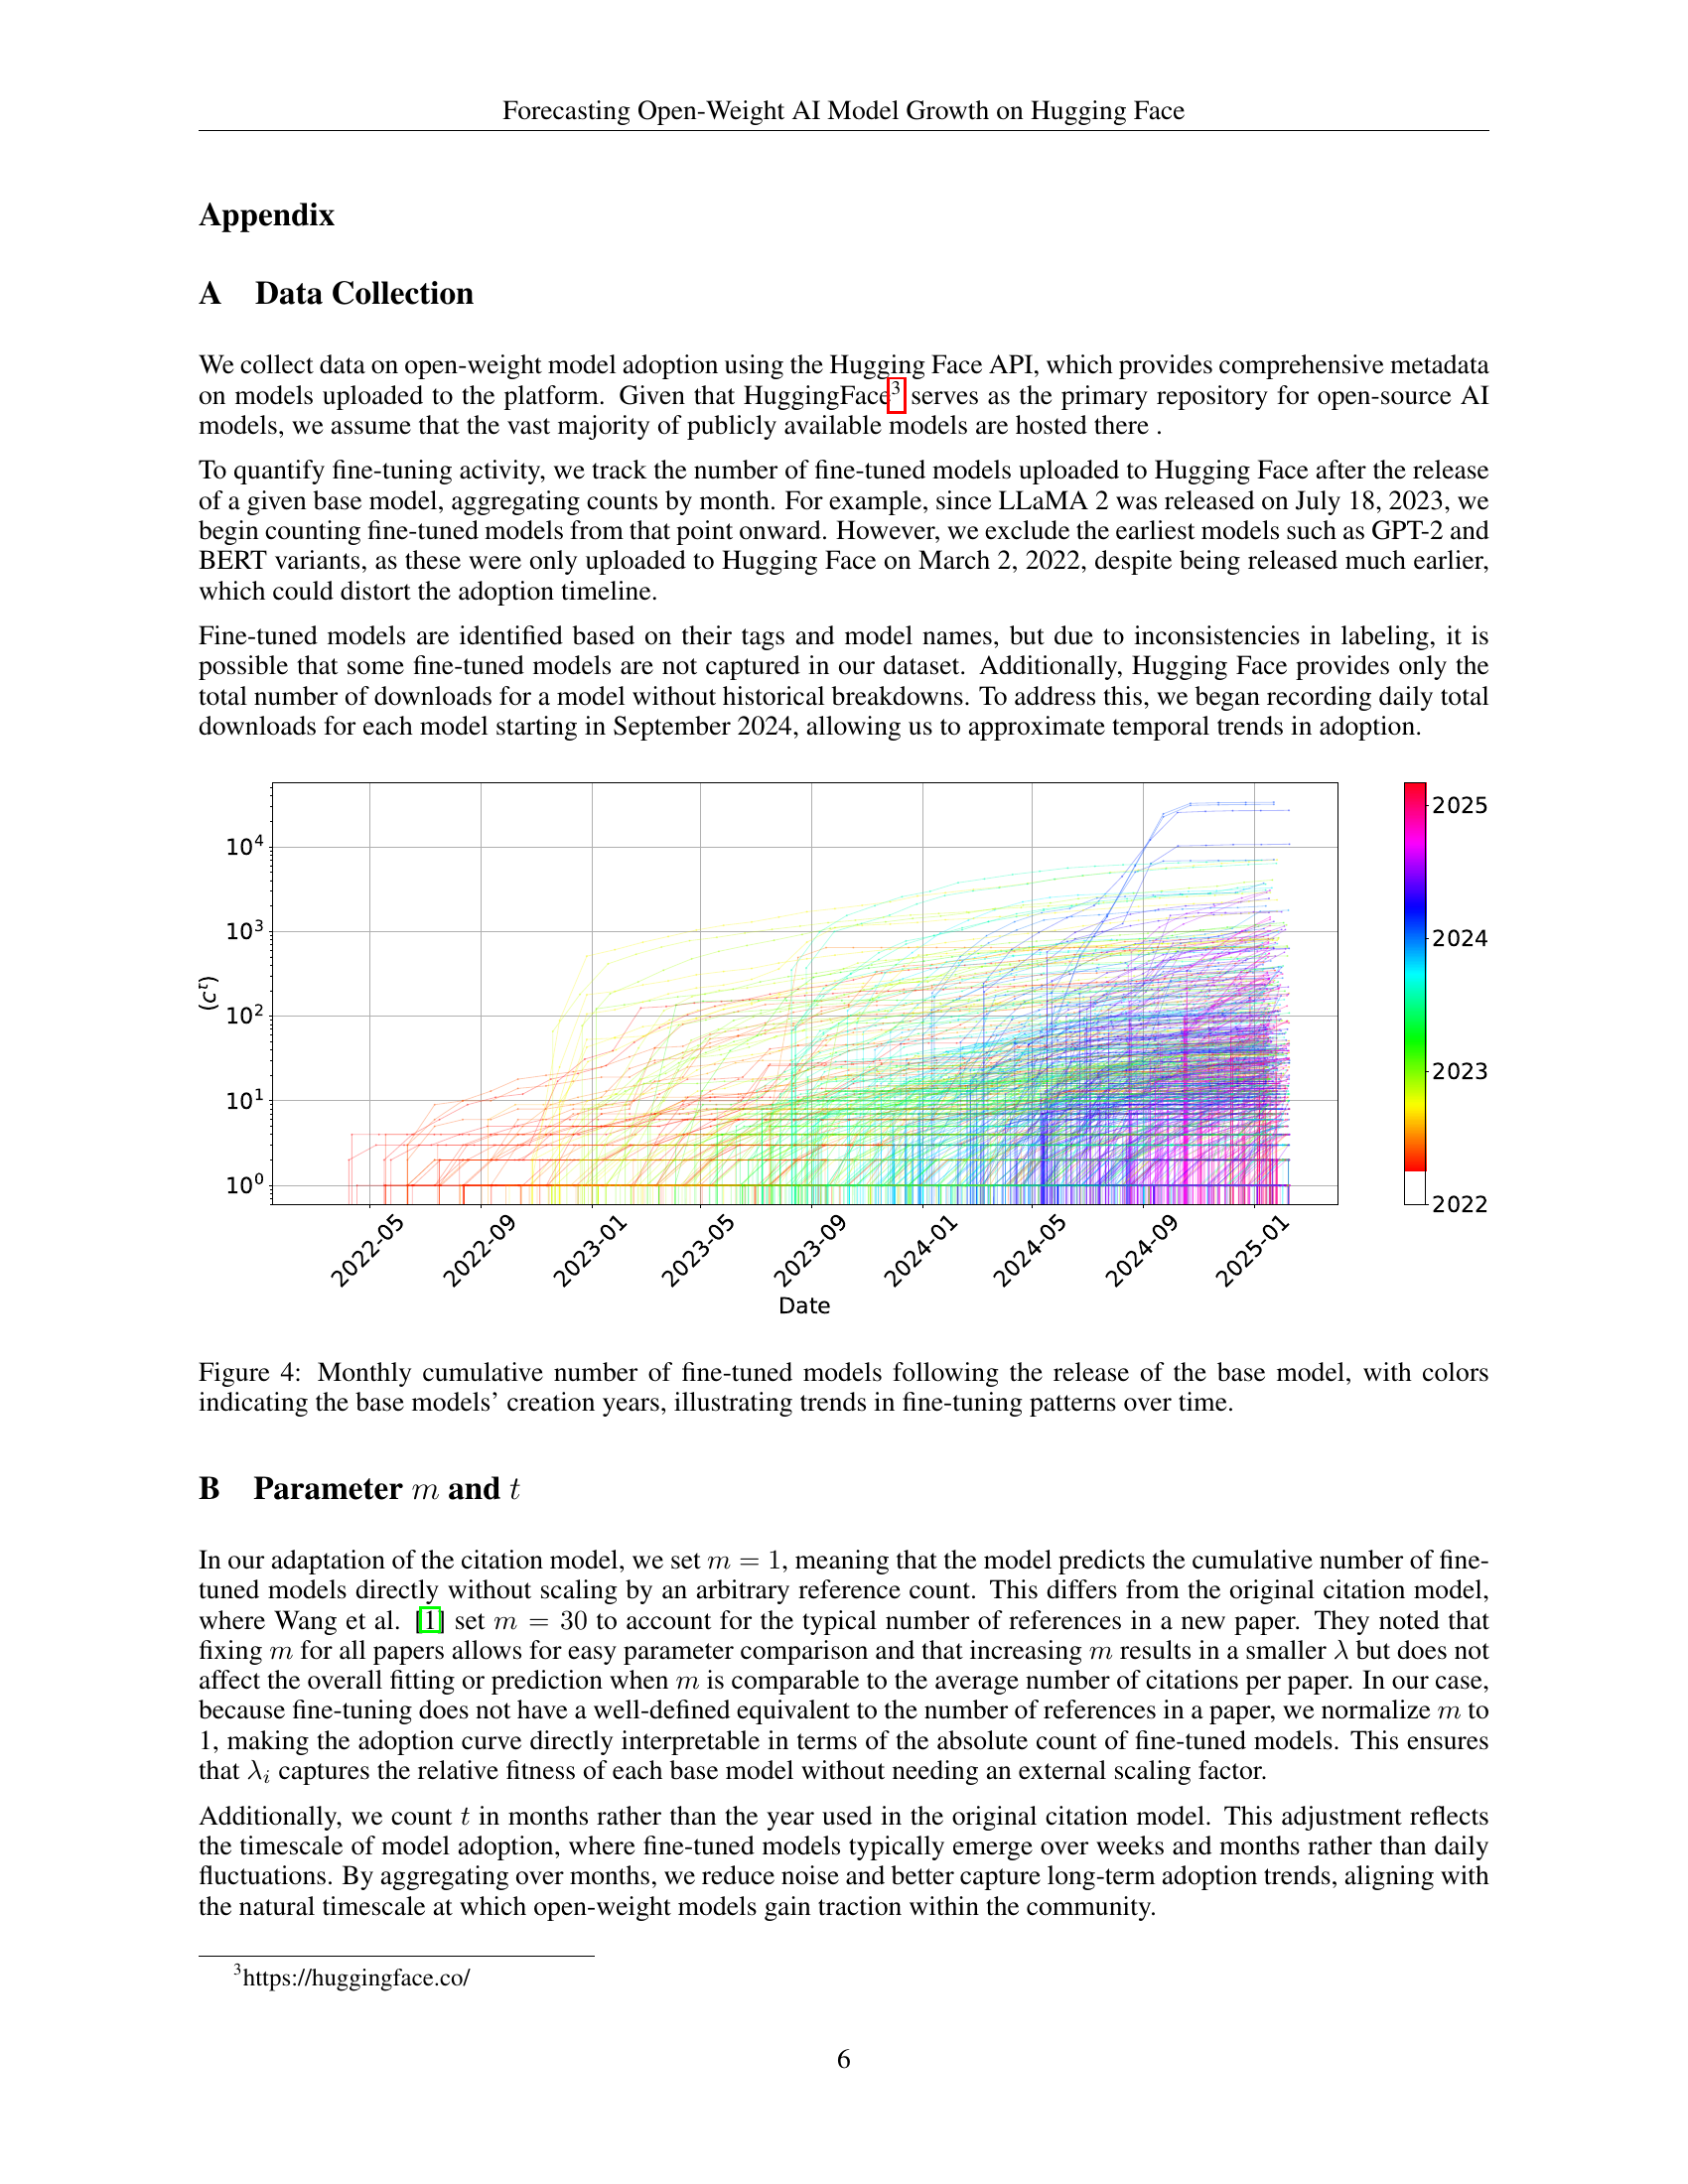 Forecasting Open-Weight AI Model Growth on Hugging Face
Appendix
A Data Collection
We collect data on open-weight model adoption using the Hugging Face API, which provides comprehensive metadata
on models uploaded to the platform. Given that HuggingFace3 serves as the primary repository for open-source AI
models, we assume that the vast majority of publicly available models are hosted there .
To quantify fine-tuning activity, we track the number of fine-tuned models uploaded to Hugging Face after the release
of a given base model, aggregating counts by month. For example, since LLaMA 2 was released on July 18, 2023, we
begin counting fine-tuned models from that point onward. However, we exclude the earliest models such as GPT-2 and
BERT variants, as these were only uploaded to Hugging Face on March 2, 2022, despite being released much earlier,
which could distort the adoption timeline.
Fine-tuned models are identified based on their tags and model names, but due to inconsistencies in labeling, it is
possible that some fine-tuned models are not captured in our dataset. Additionally, Hugging Face provides only the
total number of downloads for a model without historical breakdowns. To address this, we began recording daily total
downloads for each model starting in September 2024, allowing us to approximate temporal trends in adoption.
10^4
10^3
10^2
10^1
10^0
(c^t)
2022-05
2022-09
2023-01
2023-05
2023-09
2024-01
2024-05
2024-09
2025-01
Date
2025
2024
2023
2022
Figure 4: Monthly cumulative number of fine-tuned models following the release of the base model, with colors
indicating the base models' creation years, illustrating trends in fine-tuning patterns over time.
B Parameter m and t
In our adaptation of the citation model, we set m = 1, meaning that the model predicts the cumulative number of fine-
tuned models directly without scaling by an arbitrary reference count. This differs from the original citation model,
where Wang et al. [1] set m = 30 to account for the typical number of references in a new paper. They noted that
fixing m for all papers allows for easy parameter comparison and that increasing m results in a smaller λ but does not
affect the overall fitting or prediction when m is comparable to the average number of citations per paper. In our case,
because fine-tuning does not have a well-defined equivalent to the number of references in a paper, we normalize m to
1, making the adoption curve directly interpretable in terms of the absolute count of fine-tuned models. This ensures
that λi captures the relative fitness of each base model without needing an external scaling factor.
Additionally, we count t in months rather than the year used in the original citation model. This adjustment reflects
the timescale of model adoption, where fine-tuned models typically emerge over weeks and months rather than daily
fluctuations. By aggregating over months, we reduce noise and better capture long-term adoption trends, aligning with
the natural timescale at which open-weight models gain traction within the community.
3https://huggingface.co/
6